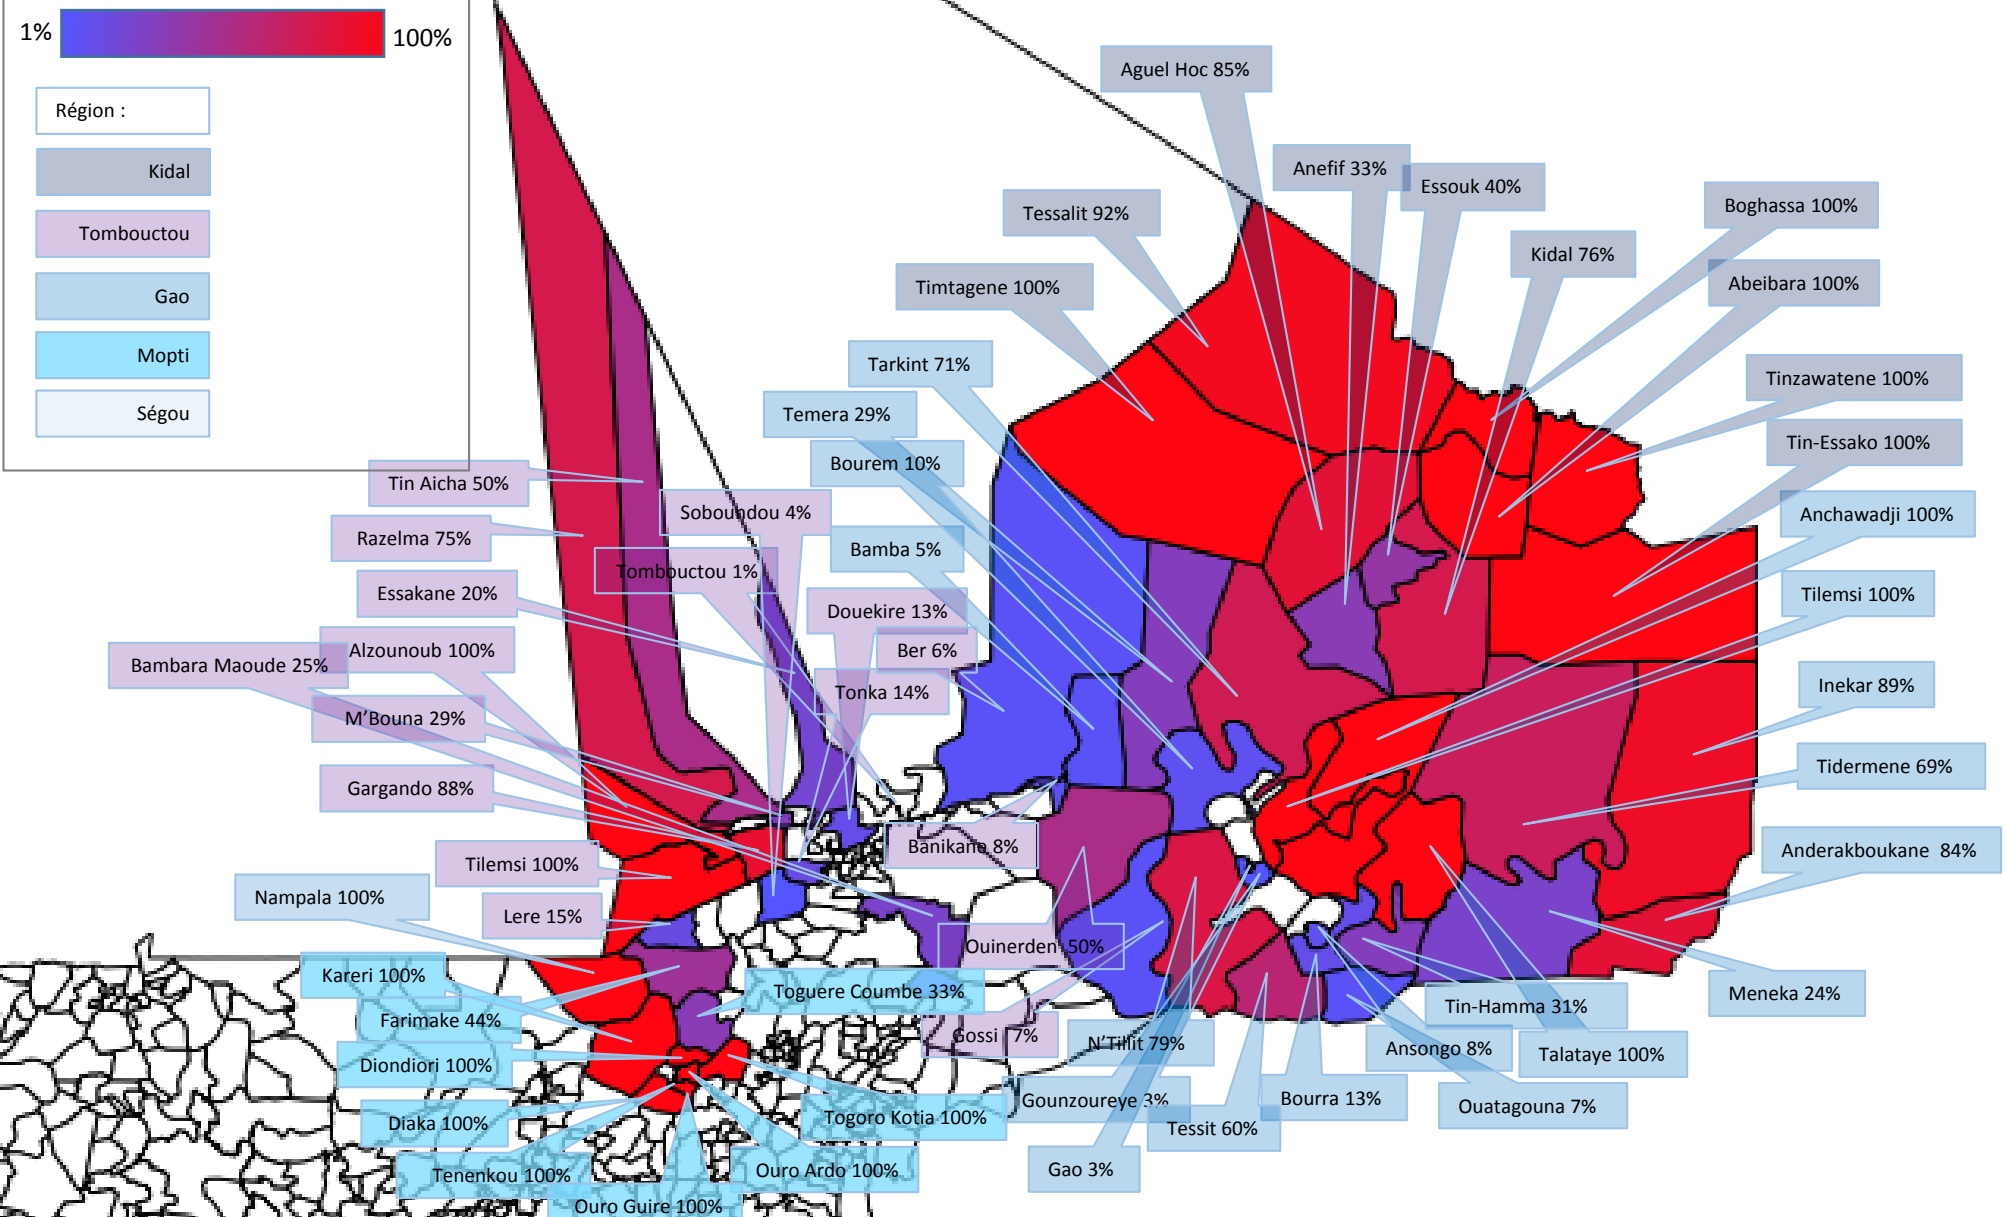 1%
100%
Région :
Kidal
Tombouctou
Gao
Mopti
Ségou
Aguel Hoc 85%
Anefif 33%
Essouk 40%
Tessalit 92%
Boghassa 100%
Kidal 76%
Timtagene 100%
Abeibara 100%
Tarkint 71%
Tinzawatene 100%
Temera 29%
Tin-Essako 100%
Bourem 10%
Tin Aicha 50%
Soboundou 4%
Anchawadji 100%
Razelma 75%
Bamba 5%
Tombouctou 1%
Essakane 20%
Tilemsi 100%
Douekire 13%
Alzounoub 100%
Ber 6%
Bambara Maoude 25%
Inekar 89%
Tonka 14%
M'Bouna 29%
Tidermene 69%
Gargando 88%
Banikane 8%
Anderakboukane 84%
Tilemsi 100%
Nampala 100%
Lere 15%
Ouinerden 50%
Kareri 100%
Toguere Coumbe 33%
Meneka 24%
Tin-Hamma 31%
Farimake 44%
Gossi 7%
N'Tillit 79%
Ansongo 8%
Talataye 100%
Diondiori 100%
Gounzoureye 3%
Bourra 13%
Ouatagouna 7%
Togoro Kotia 100%
Diaka 100%
Tessit 60%
Tenenkou 100%
Ouro Ardo 100%
Gao 3%
Ouro Guire 100%